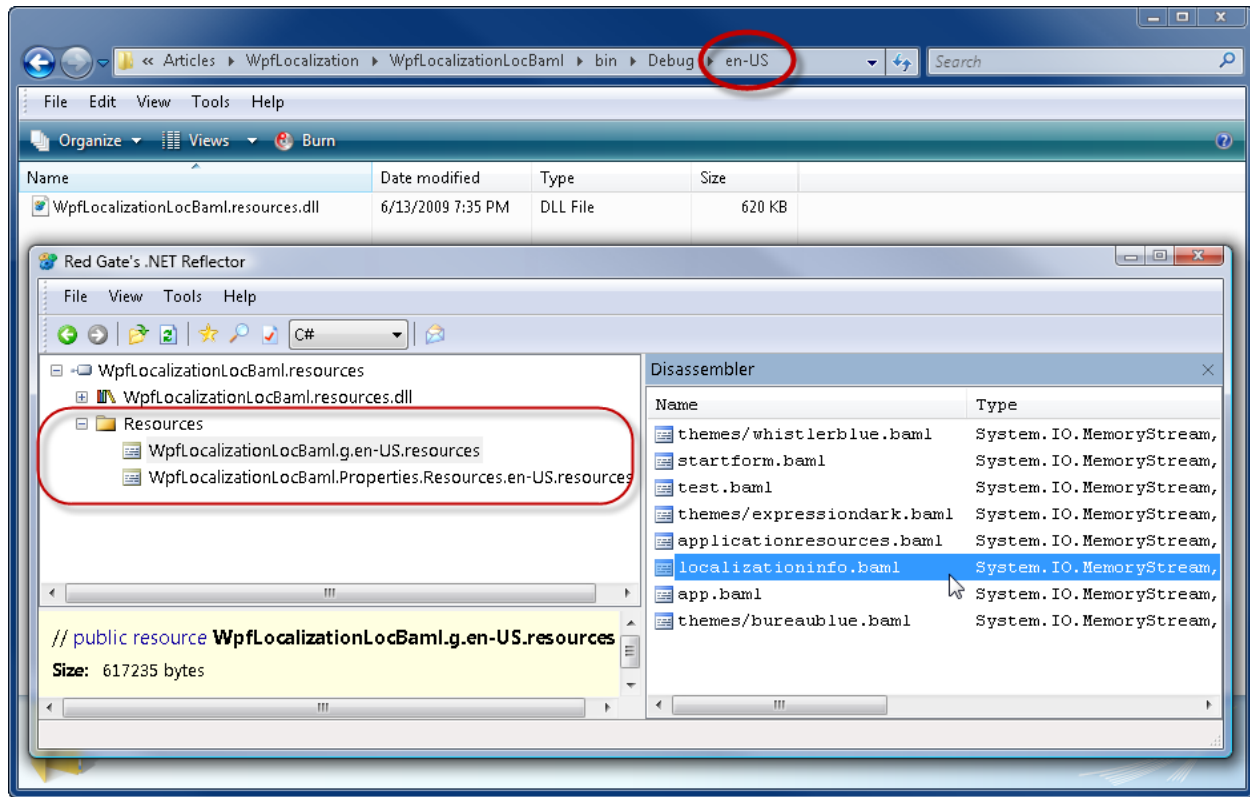 « Articles ▸ WpfLocalization ▸ WpfLocalizationLocBaml ▸ bin ▸ Debug ▸ en-US Search
File Edit View Tools Help
Organize Views Burn
Name Date modified Type Size
WpfLocalizationLocBaml.resources.dll 6/13/2009 7:35 PM DLL File 620 KB
Red Gate's .NET Reflector
File View Tools Help
C#
WpfLocalizationLocBaml.resources
WpfLocalizationLocBaml.resources.dll
Resources
WpfLocalizationLocBaml.g.en-US.resources
WpfLocalizationLocBaml.Properties.Resources.en-US.resources
// public resource WpfLocalizationLocBaml.g.en-US.resources
Size: 617235 bytes
Disassembler
Name Type
themes/whistlerblue.baml System.IO.MemoryStream,
startform.baml System.IO.MemoryStream,
test.baml System.IO.MemoryStream,
themes/expressiondark.baml System.IO.MemoryStream,
applicationresources.baml System.IO.MemoryStream,
localizationinfo.baml System.IO.MemoryStream,
app.baml System.IO.MemoryStream,
themes/bureaublue.baml System.IO.MemoryStream,